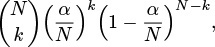 $\binom{N}{k} \left( \frac{\alpha}{N} \right)^k \left( 1 - \frac{\alpha}{N} \right)^{N-k},$